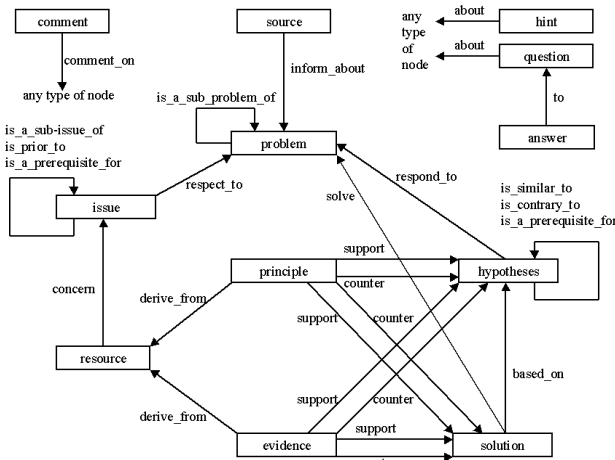 comment
source
any
type
of
node
about
hint
about
question
comment_on
inform_about
any type of node
is_a_sub_problem_of
to
answer
is_a_sub-issue_of
is_prior_to
is_a_prerequisite_for
problem
respect_to
respond_to
solve
is_similar_to
is_contrary_to
is_a_prerequisite_for
issue
support
principle
hypotheses
counter
concern
derive_from
support
counter
resource
based_on
support
counter
derive_from
evidence
support
solution